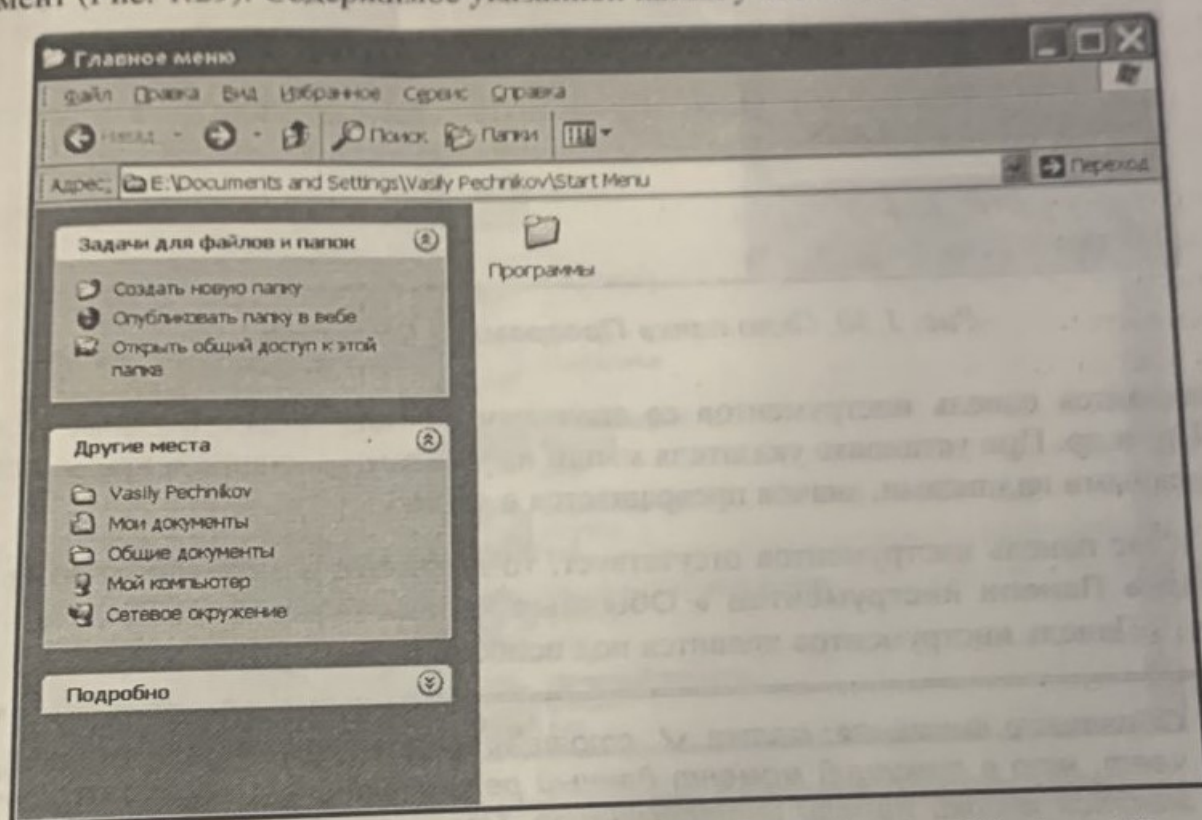 Главное меню
Файл Правка Вид Избранное Сервис Справка
Назад Поиск Папки
Адрес: E:\Documents and Settings\Vasily Pechnikov\Start Menu Переход
Задачи для файлов и папок
Создать новую папку
Опубликовать папку в вебе
Открыть общий доступ к этой
папке
Программы
Другие места
Vasily Pechnikov
Мои документы
Общие документы
Мой компьютер
Сетевое окружение
Подробно